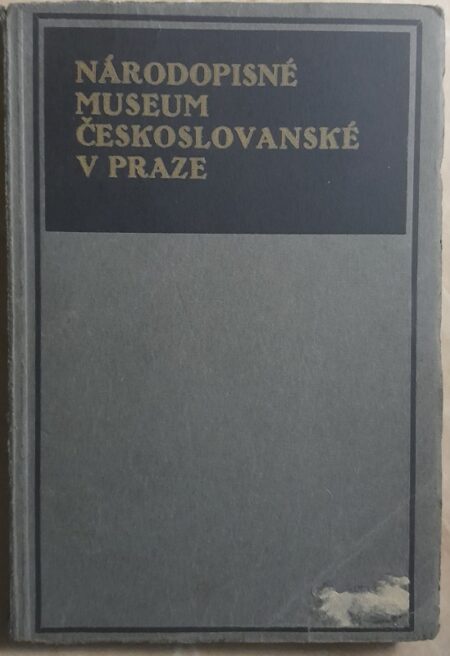 NÁRODOPISNÉ
MUSEUM
ČESKOSLOVANSKÉ
V PRAZE